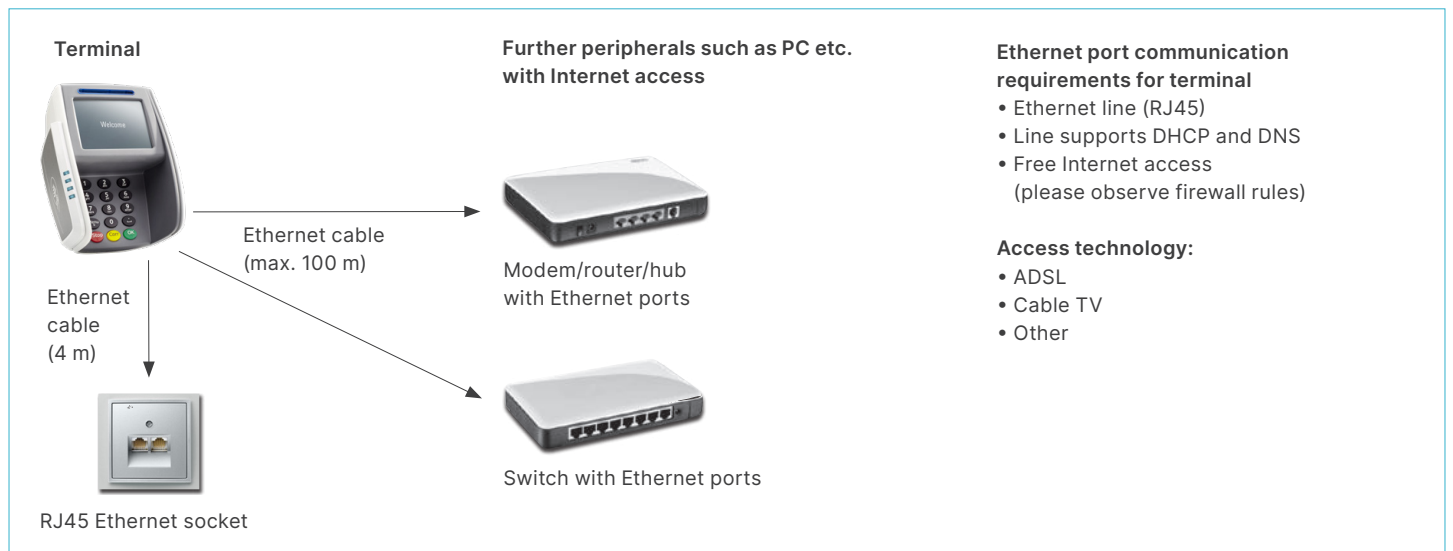 Terminal
Welcome
Ethernet
cable
(4 m)
RJ45 Ethernet socket
Ethernet cable
(max. 100 m)
Further peripherals such as PC etc.
with Internet access
Modem/router/hub
with Ethernet ports
Switch with Ethernet ports
Ethernet port communication
requirements for terminal
• Ethernet line (RJ45)
• Line supports DHCP and DNS
• Free Internet access
(please observe firewall rules)
Access technology:
• ADSL
• Cable TV
• Other